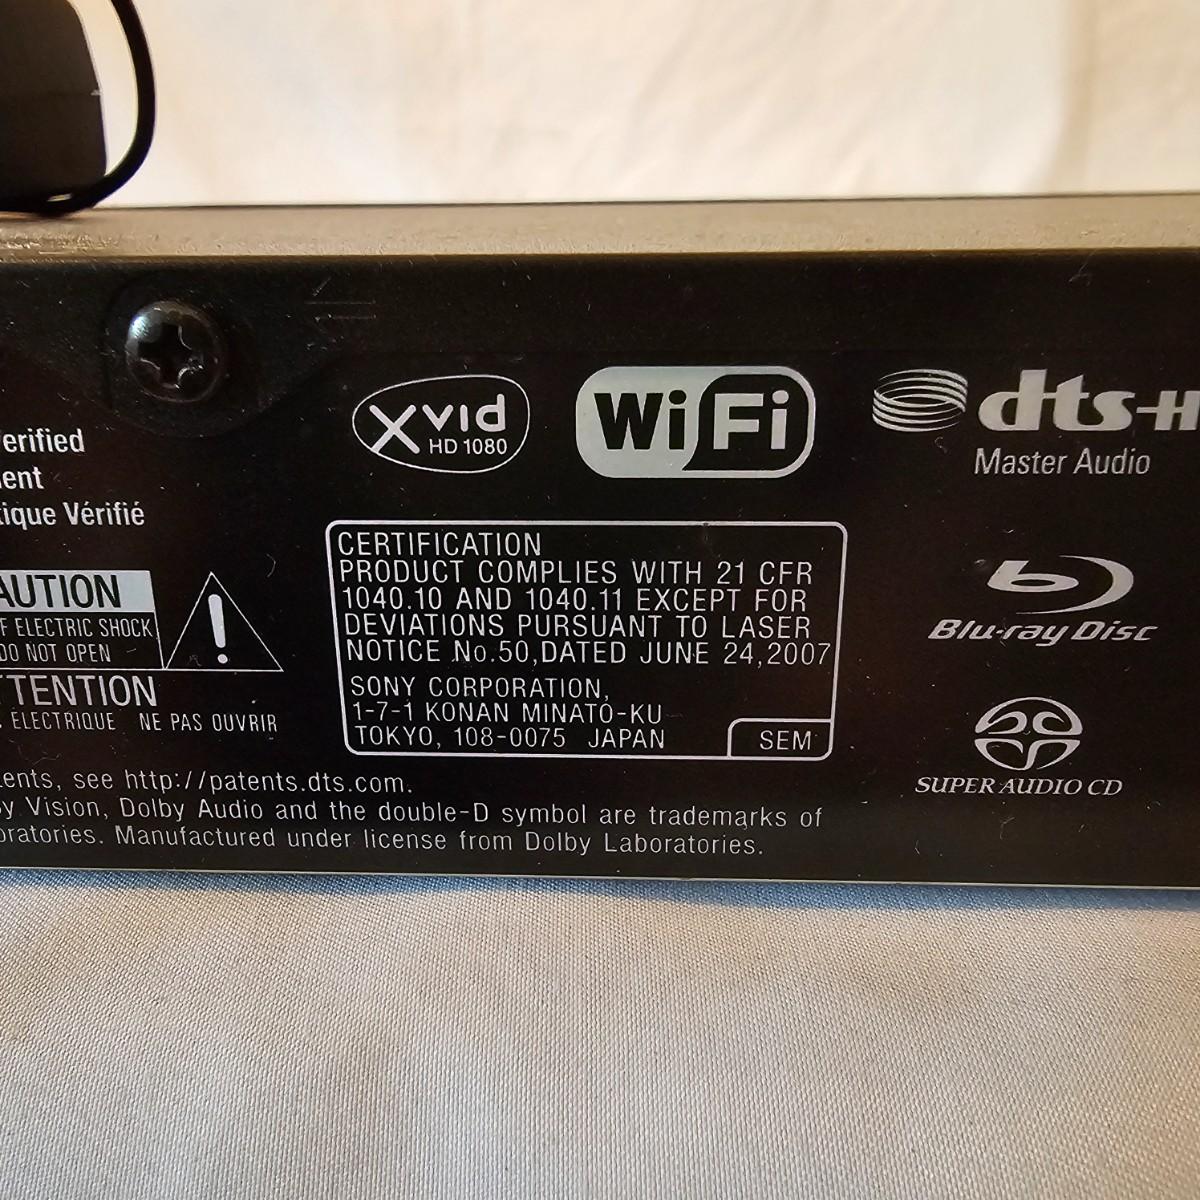 erified
ent
ique Vérifié
AUTION
F ELECTRIC SHOCK
DO NOT OPEN
TTENTION
ÉLECTRIQUE NE PAS OUVRIR
Xvid
HD 1080
WiFi
dts-H
Master Audio
CERTIFICATION
PRODUCT COMPLIES WITH 21 CFR
1040.10 AND 1040.11 EXCEPT FOR
DEVIATIONS PURSUANT TO LASER
NOTICE No.50,DATED JUNE 24,2007
SONY CORPORATION,
1-7-1 KONAN MINATO-KU
TOKYO, 108-0075 JAPAN
SEM
Blu-ray Disc
SUPER AUDIO CD
ents, see http://patents.dts.com.
y Vision, Dolby Audio and the double-D symbol are trademarks of
oratories. Manufactured under license from Dolby Laboratories.